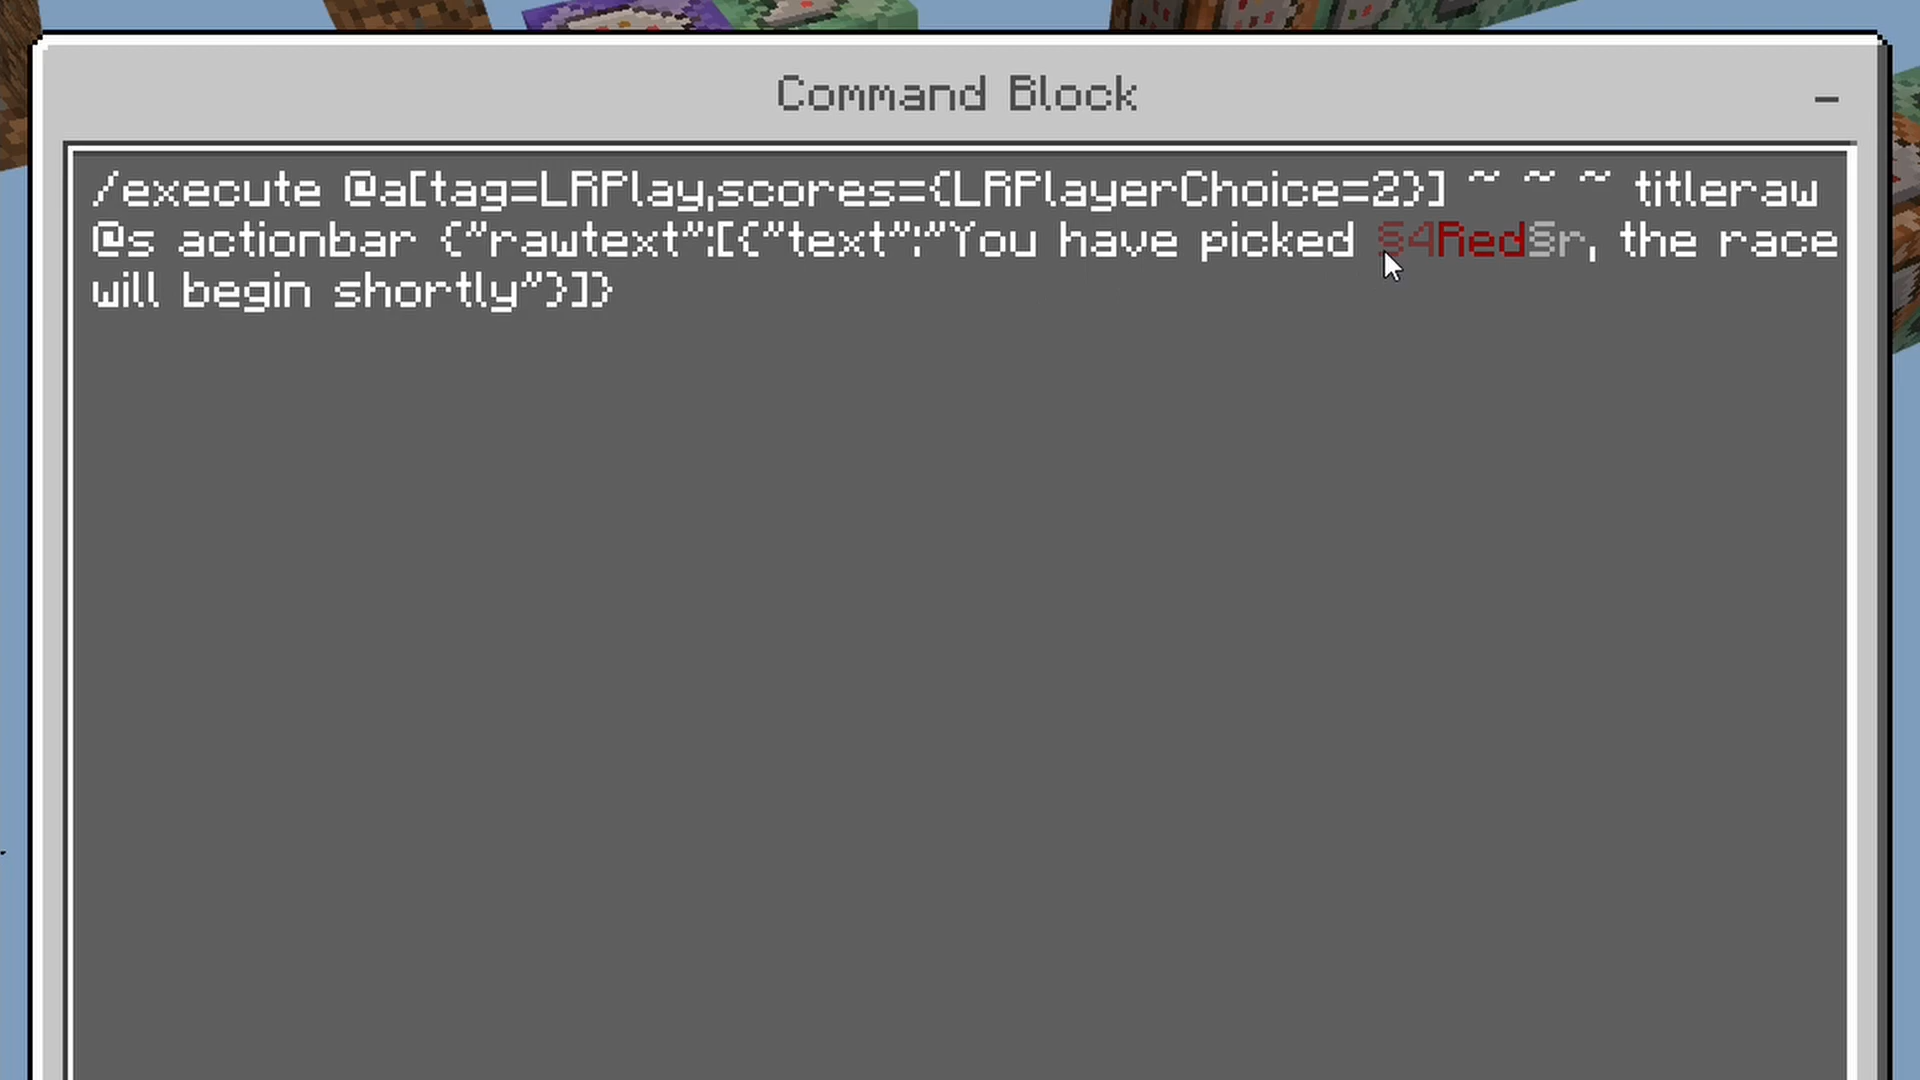 Command Block
/execute @a[tag=LRPlay,scores={LRPlayerChoice=2}] ~ ~ ~ titleraw
@s actionbar {"rawtext":[{"text":"You have picked §4Red§r, the race
will begin shortly"}]}